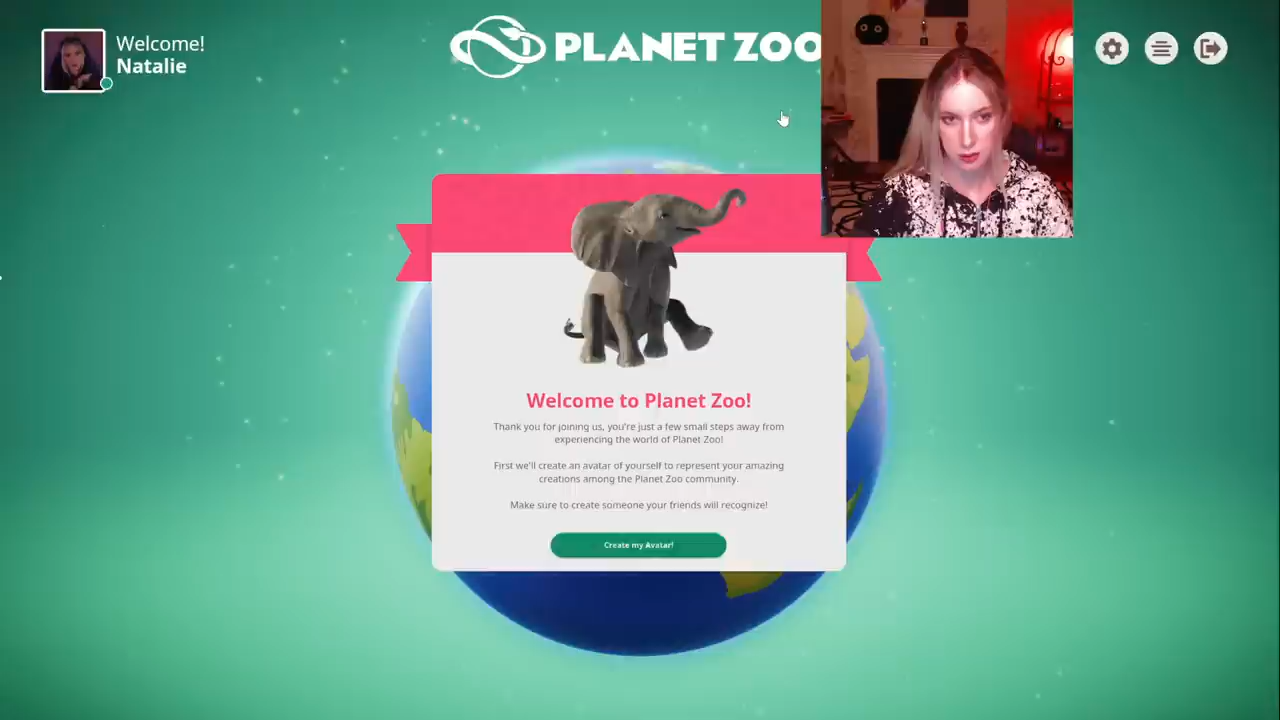 Welcome!
Natalie
PLANET ZOO
Welcome to Planet Zoo!
Thank you for joining us, you're just a few small steps away from
experiencing the world of Planet Zoo!
First we'll create an avatar of yourself to represent your amazing
creations among the Planet Zoo community.
Make sure to create someone your friends will recognize!
Create my Avatar!